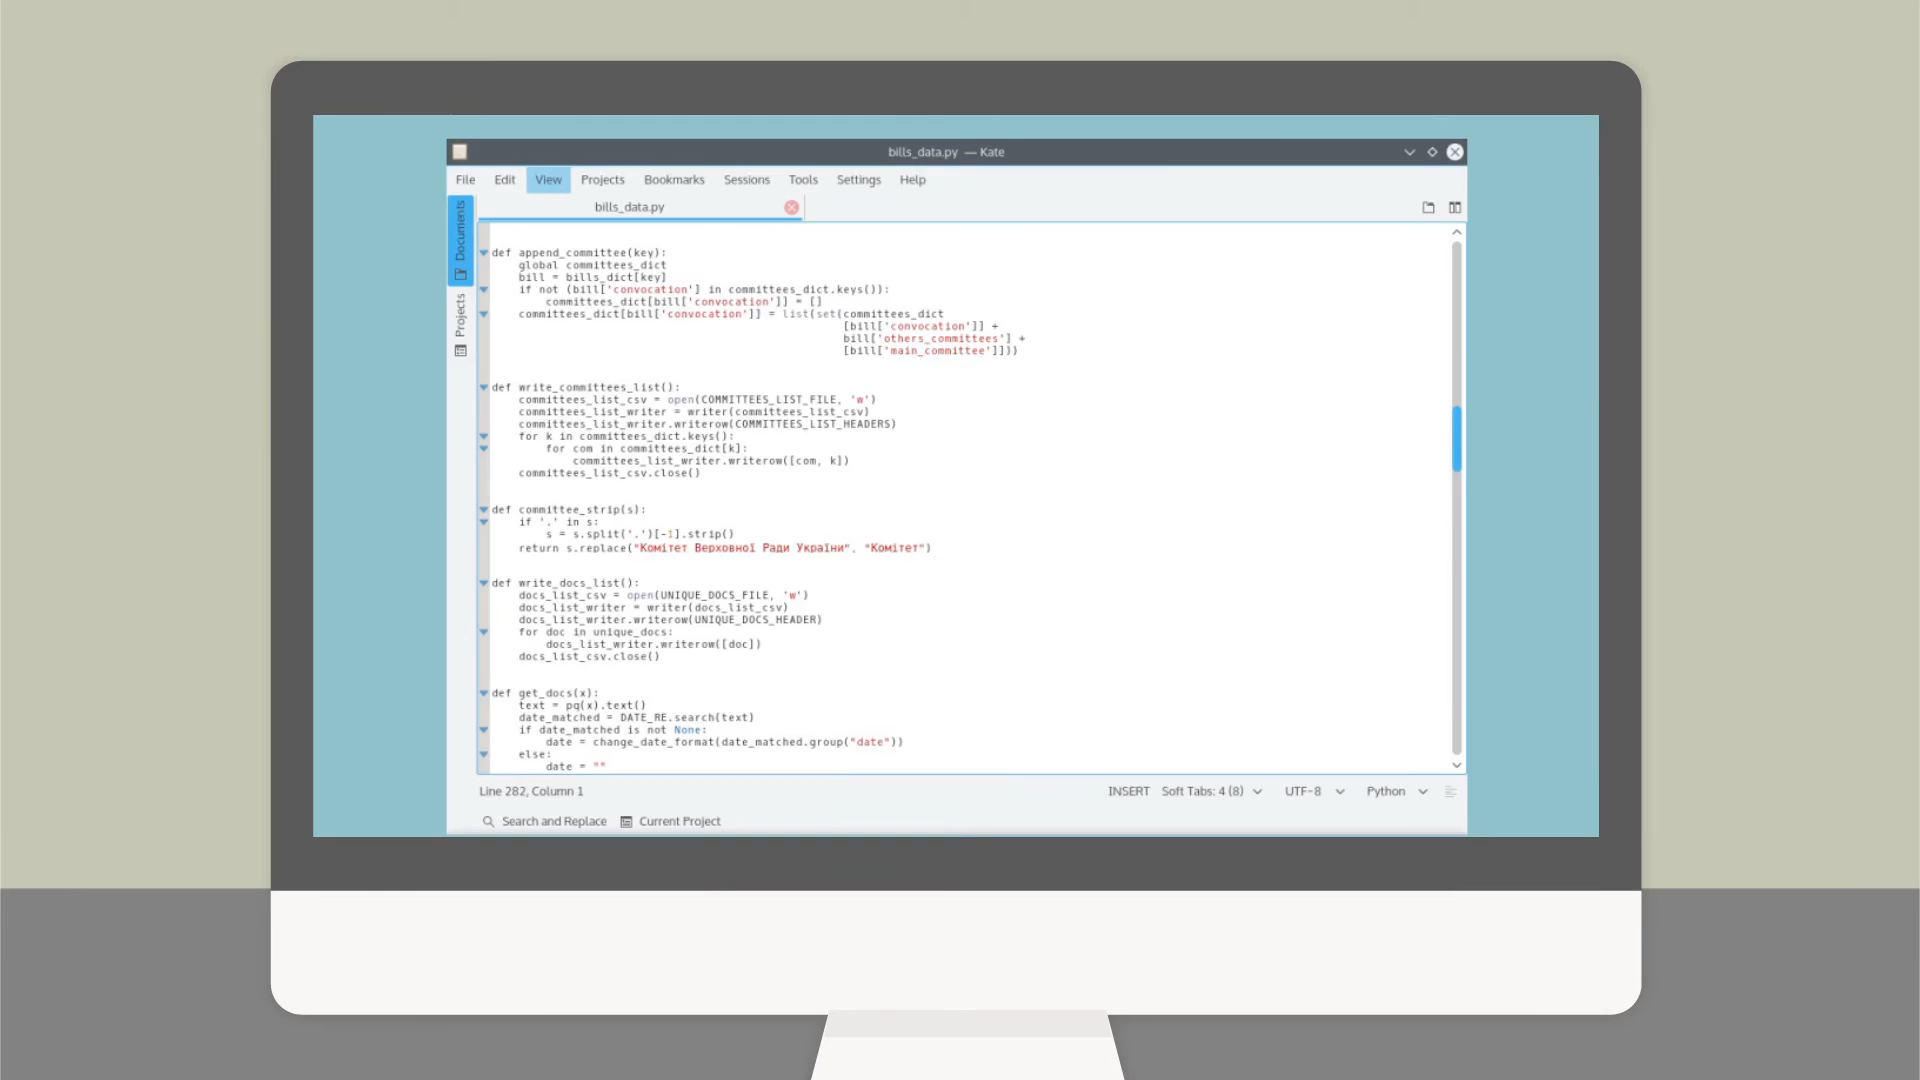 bills_data.py — Kate
File Edit View Projects Bookmarks Sessions Tools Settings Help
Documents
Projects
bills_data.py
def append_committee(key):
    global committees_dict
    bill = bills_dict[key]
    if not (bill['convocation'] in committees_dict.keys()):
        committees_dict[bill['convocation']] = []
    committees_dict[bill['convocation']] = list(set(committees_dict
                                                    [bill['convocation']] +
                                                    bill['others_committees'] +
                                                    [bill['main_committee']]))
def write_committees_list():
    committees_list_csv = open(COMMITTEES_LIST_FILE, 'w')
    committees_list_writer = writer(committees_list_csv)
    committees_list_writer.writerow(COMMITTEES_LIST_HEADERS)
    for k in committees_dict.keys():
        for com in committees_dict[k]:
            committees_list_writer.writerow([com, k])
    committees_list_csv.close()
def committee_strip(s):
    if '.' in s:
        s = s.split('.')[-1].strip()
    return s.replace("Комітет Верховної Ради України", "Комітет")
def write_docs_list():
    docs_list_csv = open(UNIQUE_DOCS_FILE, 'w')
    docs_list_writer = writer(docs_list_csv)
    docs_list_writer.writerow(UNIQUE_DOCS_HEADER)
    for doc in unique_docs:
        docs_list_writer.writerow([doc])
    docs_list_csv.close()
def get_docs(x):
    text = pq(x).text()
    date_matched = DATE_RE.search(text)
    if date_matched is not None:
        date = change_date_format(date_matched.group("date"))
    else:
        date = ""
Line 282, Column 1 INSERT Soft Tabs: 4 (8) UTF-8 Python
Search and Replace Current Project